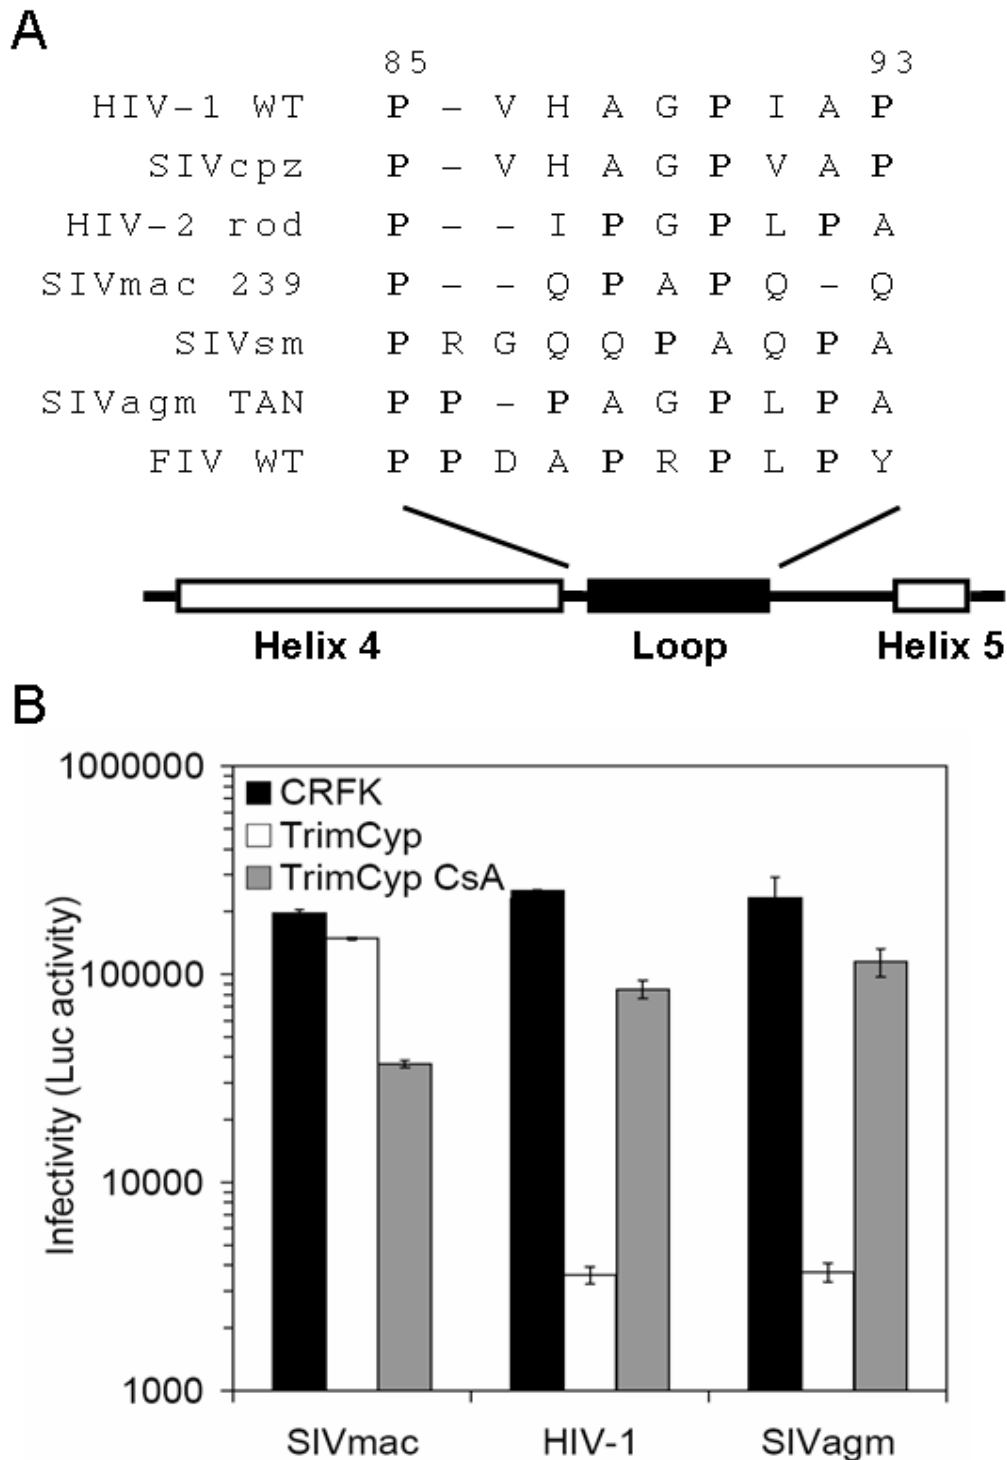 A
85 93
HIV-1 WT P - V H A G P I A P
SIVcpz P - V H A G P V A P
HIV-2 rod P - - I P G P L P A
SIVmac 239 P - - Q P A P Q - Q
SIVsm P R G Q Q P A Q P A
SIVagm TAN P P - P A G P L P A
FIV WT P P D A P R P L P Y
Helix 4 Loop Helix 5
B
1000000
100000
10000
1000
Infectivity (Luc activity)
CRFK
TrimCyp
TrimCyp CsA
SIVmac HIV-1 SIVagm